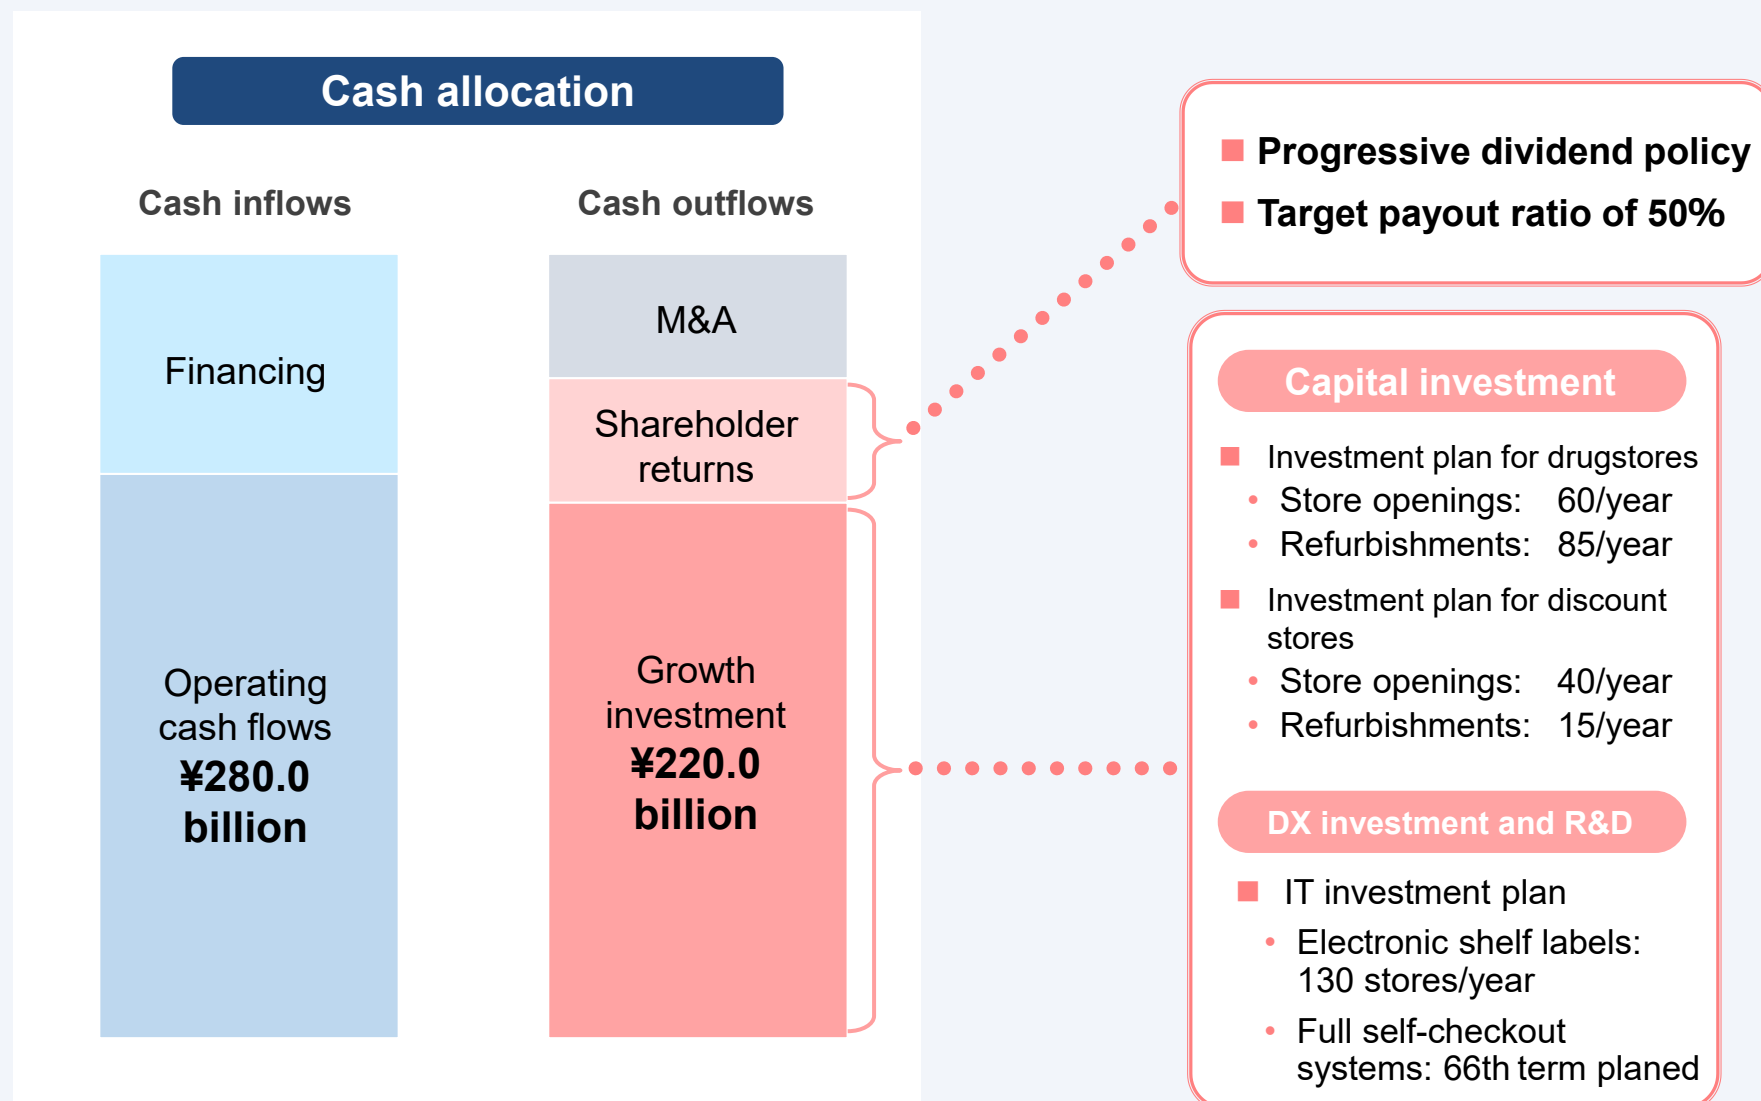 Cash allocation
Cash inflows
Financing
Operating
cash flows
¥280.0
billion
Cash outflows
M&A
Shareholder
returns
Growth
investment
¥220.0
billion
■ Progressive dividend policy
■ Target payout ratio of 50%
Capital investment
■ Investment plan for drugstores
• Store openings: 60/year
• Refurbishments: 85/year
■ Investment plan for discount
stores
• Store openings: 40/year
• Refurbishments: 15/year
DX investment and R&D
■ IT investment plan
• Electronic shelf labels:
130 stores/year
• Full self-checkout
systems: 66th term planed